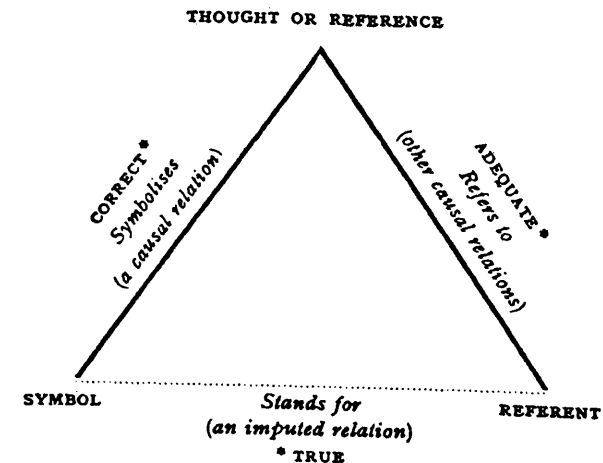 THOUGHT OR REFERENCE
CORRECT*
Symbolises
(a causal relation)
ADEQUATE*
Refers to
(other causal relations)
SYMBOL
Stands for
(an imputed relation)
* TRUE
REFERENT